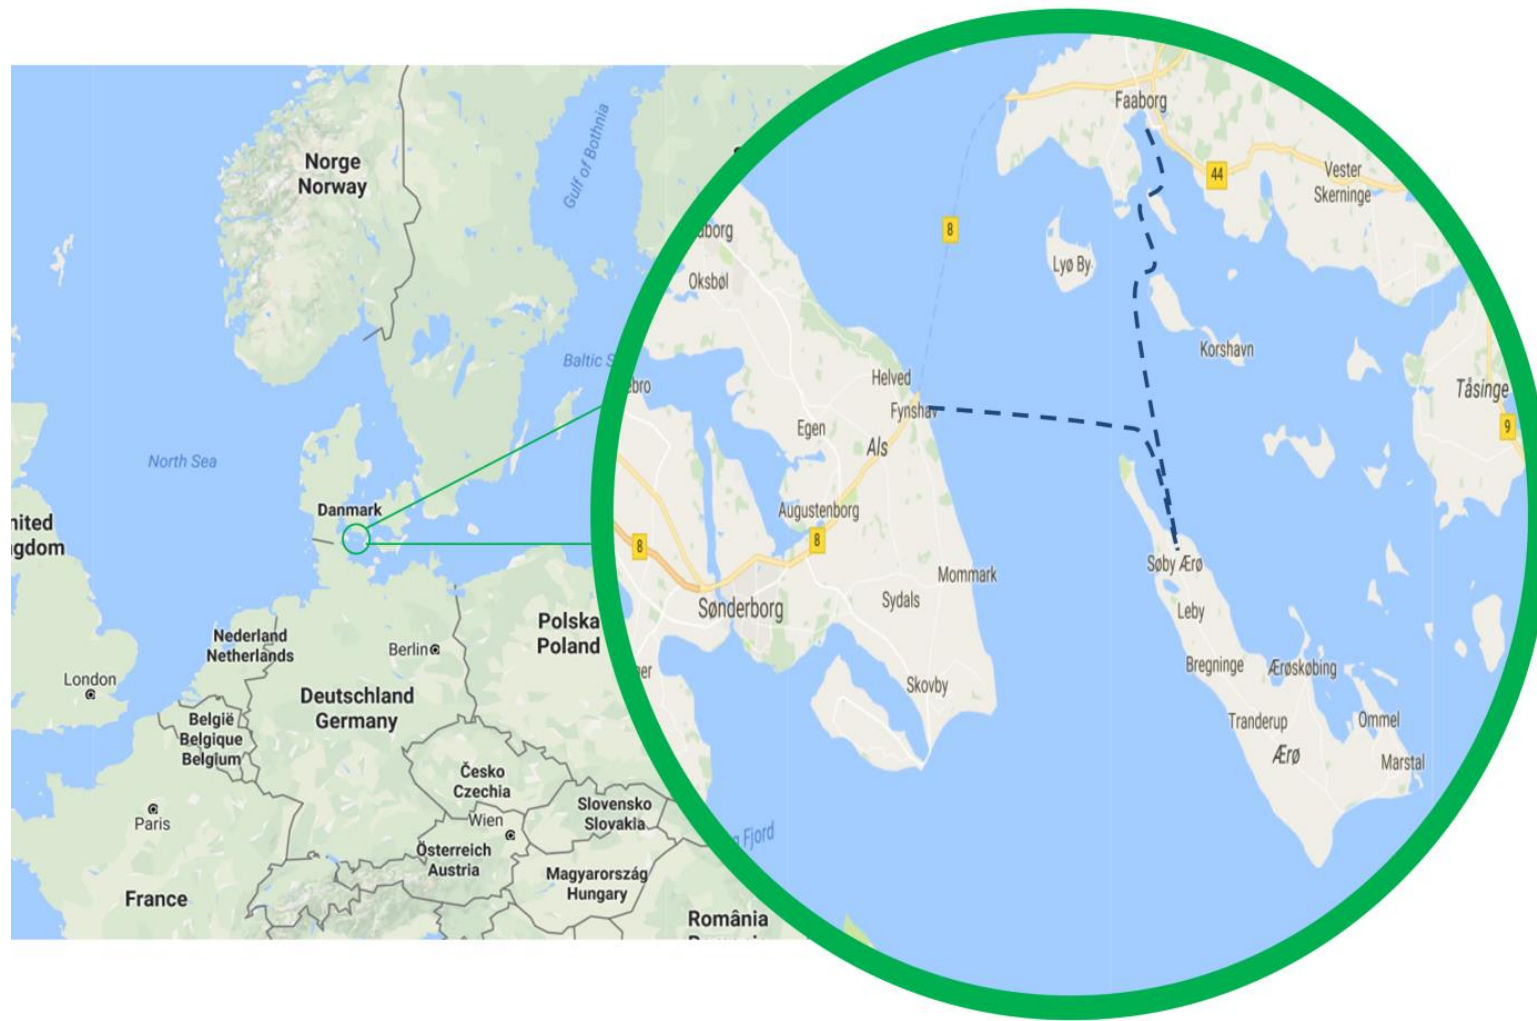 Norge
Norway
Gulf of Bothnia
Baltic S
North Sea
Danmark
nited
gdom
London
Nederland
Netherlands
Berlin
Polska
Poland
Deutschland
Germany
België
Belgique
Belgium
Paris
Česko
Czechia
Wien
Slovensko
Slovakia
Österreich
Austria
Magyarország
Hungary
France
România
Faaborg
44
Vester
Skerninge
8
borg
Oksbøl
Lyø By
Korshavn
Helved
Fynshav
ebro
Tåsinge
9
Egen
Als
Augustenborg
8
8
Søby Ærø
Mommark
Sydals
Sønderborg
Leby
Bregninge
Ærøskøbing
Skovby
Tranderup
Ommel
Ærø
Marstal
Fjord